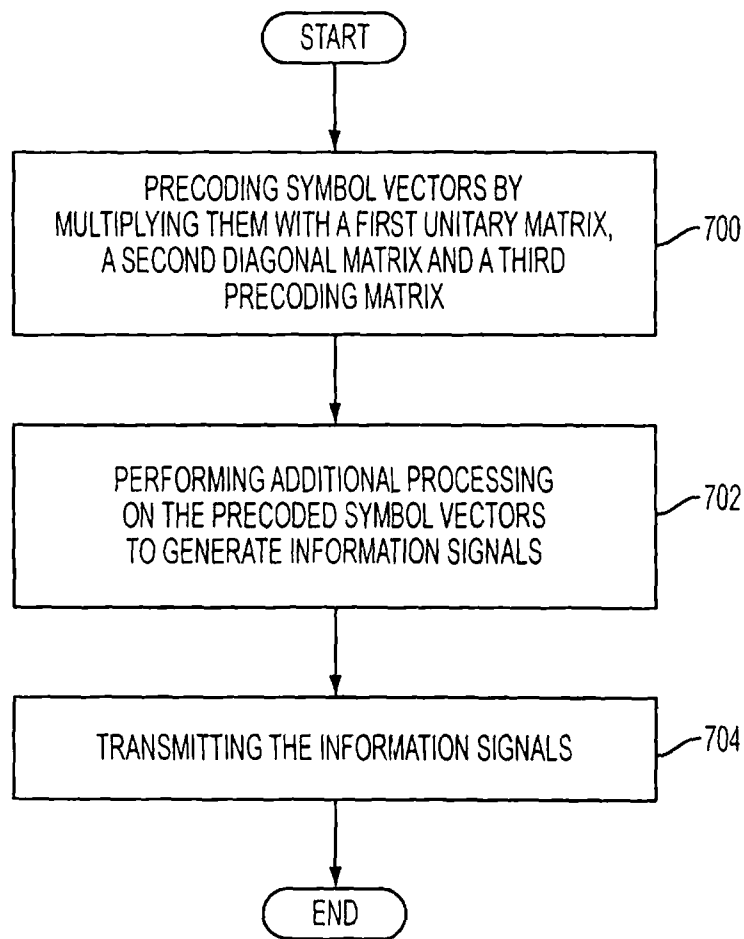 START
PRECODING SYMBOL VECTORS BY
MULTIPLYING THEM WITH A FIRST UNITARY MATRIX,
A SECOND DIAGONAL MATRIX AND A THIRD
PRECODING MATRIX
700
PERFORMING ADDITIONAL PROCESSING
ON THE PRECODED SYMBOL VECTORS
TO GENERATE INFORMATION SIGNALS
702
TRANSMITTING THE INFORMATION SIGNALS
704
END